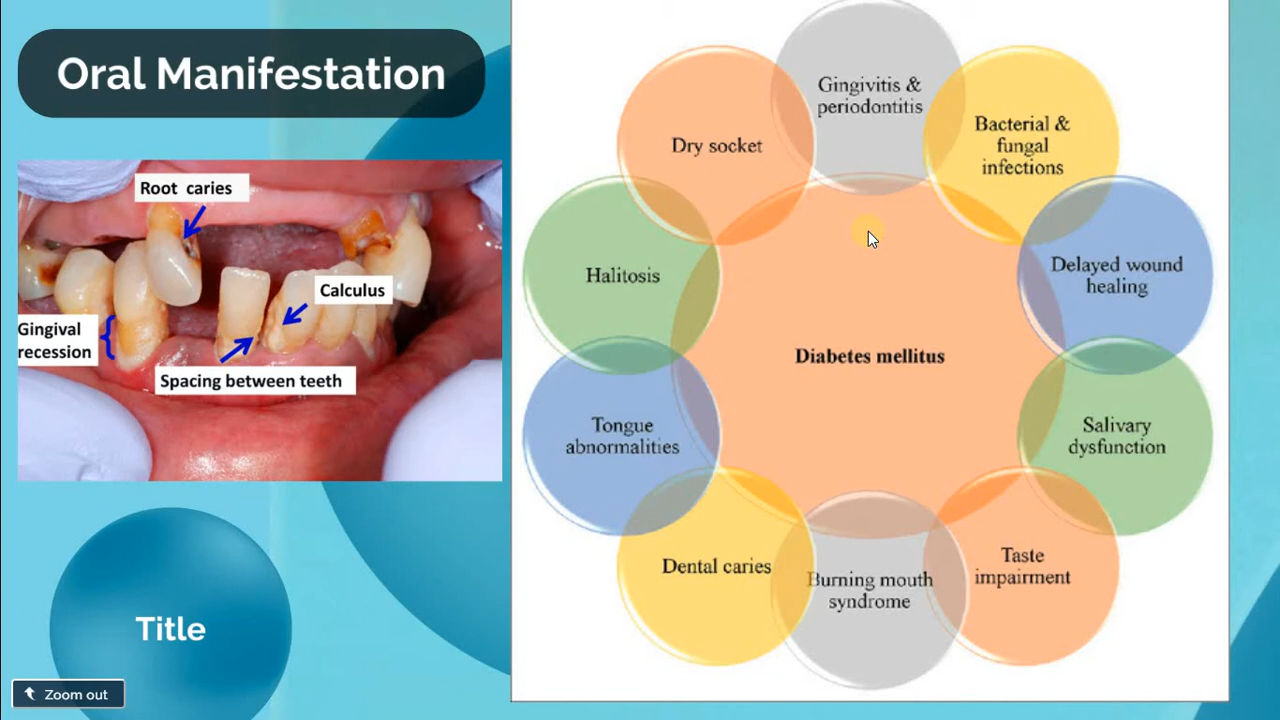 Oral Manifestation
Root caries
Calculus
Gingival
recession
Spacing between teeth
Title
Zoom out
Gingivitis &
periodontitis
Bacterial &
fungal
infections
Delayed wound
healing
Salivary
dysfunction
Taste
impairment
Burning mouth
syndrome
Dental caries
Tongue
abnormalities
Halitosis
Dry socket
Diabetes mellitus